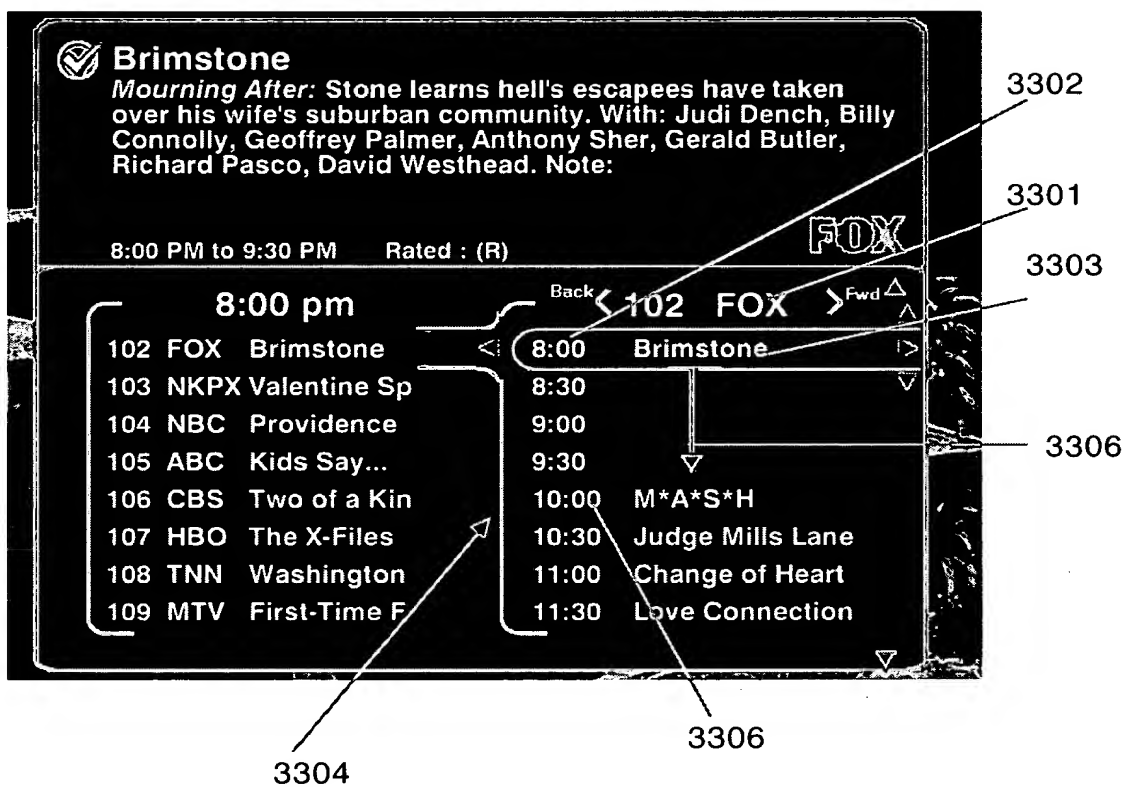 Brimstone
Mourning After: Stone learns hell's escapees have taken
over his wife's suburban community. With: Judi Dench, Billy
Connolly, Geoffrey Palmer, Anthony Sher, Gerald Butler,
Richard Pasco, David Westhead. Note:
8:00 PM to 9:30 PM Rated : (R)
FOX
8:00 pm
102 FOX Brimstone
103 NKPX Valentine Sp
104 NBC Providence
105 ABC Kids Say...
106 CBS Two of a Kin
107 HBO The X-Files
108 TNN Washington
109 MTV First-Time F
Back < 102 FOX > Fwd
8:00 Brimstone
8:30
9:00
9:30
10:00 M*A*S*H
10:30 Judge Mills Lane
11:00 Change of Heart
11:30 Love Connection
3302
3301
3303
3306
3306
3304